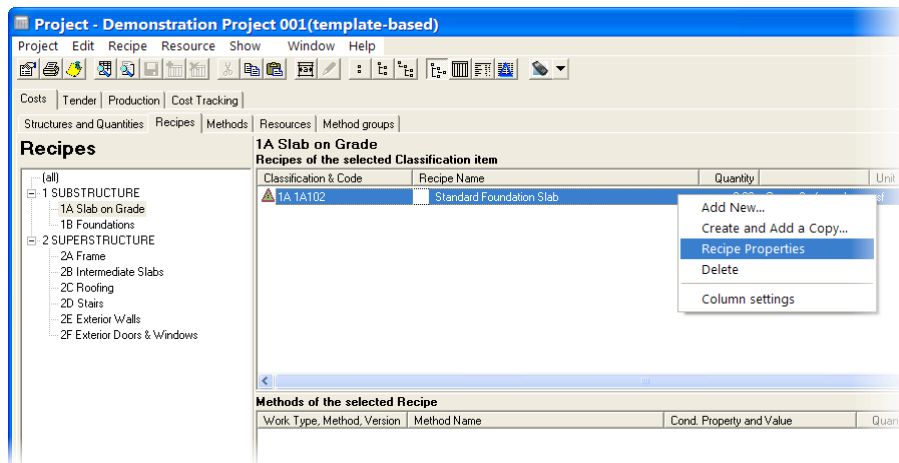 Project - Demonstration Project 001(template-based)
Project Edit Recipe Resource Show Window Help
Costs Tender Production Cost Tracking
Structures and Quantities Recipes Methods Resources Method groups
Recipes
1A Slab on Grade
Recipes of the selected Classification item
(all)
1 SUBSTRUCTURE
1A Slab on Grade
1B Foundations
2 SUPERSTRUCTURE
2A Frame
2B Intermediate Slabs
2C Roofing
2D Stairs
2E Exterior Walls
2F Exterior Doors & Windows
Classification & Code Recipe Name Quantity Unit
1A 1A102 Standard Foundation Slab sf
Add New...
Create and Add a Copy...
Recipe Properties
Delete
Column settings
Methods of the selected Recipe
Work Type, Method, Version Method Name Cond. Property and Value Quan